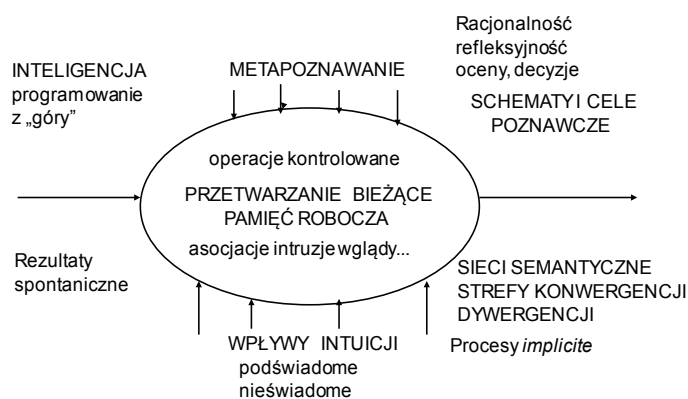 INTELIGENCJA
programowanie
z „góry”
METAPOZNAWANIE
Racjonalność
refleksyjność
oceny, decyzje
SCHEMATY I CELE
POZNAWCZE
operacje kontrolowane
PRZETWARZANIE BIEŻĄCE
PAMIĘĆ ROBOCZA
asocjacje intruzje wglądy...
Rezultaty
spontaniczne
SIECI SEMANTYCZNE
STREFY KONWERGENCJI
DYWERGENCJI
Procesy implicite
WPŁYWY INTUICJI
podświadome
nieświadome